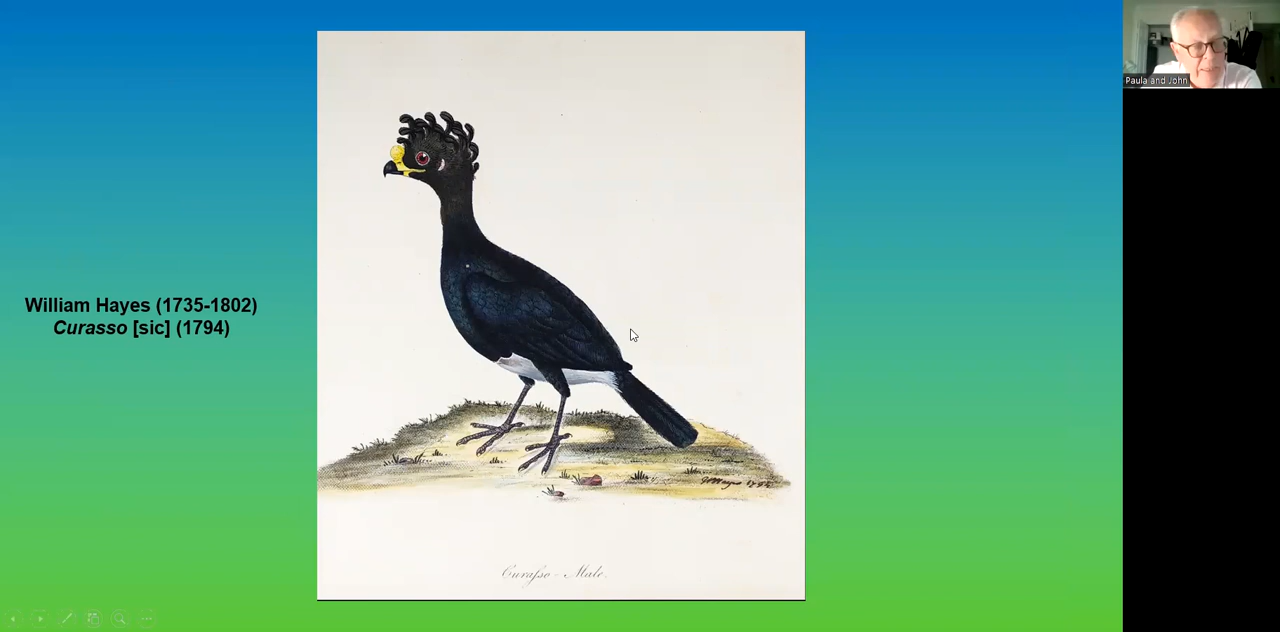 William Hayes (1735-1802)
Curasso [sic] (1794)
Paula and John
Curaſso - Male.